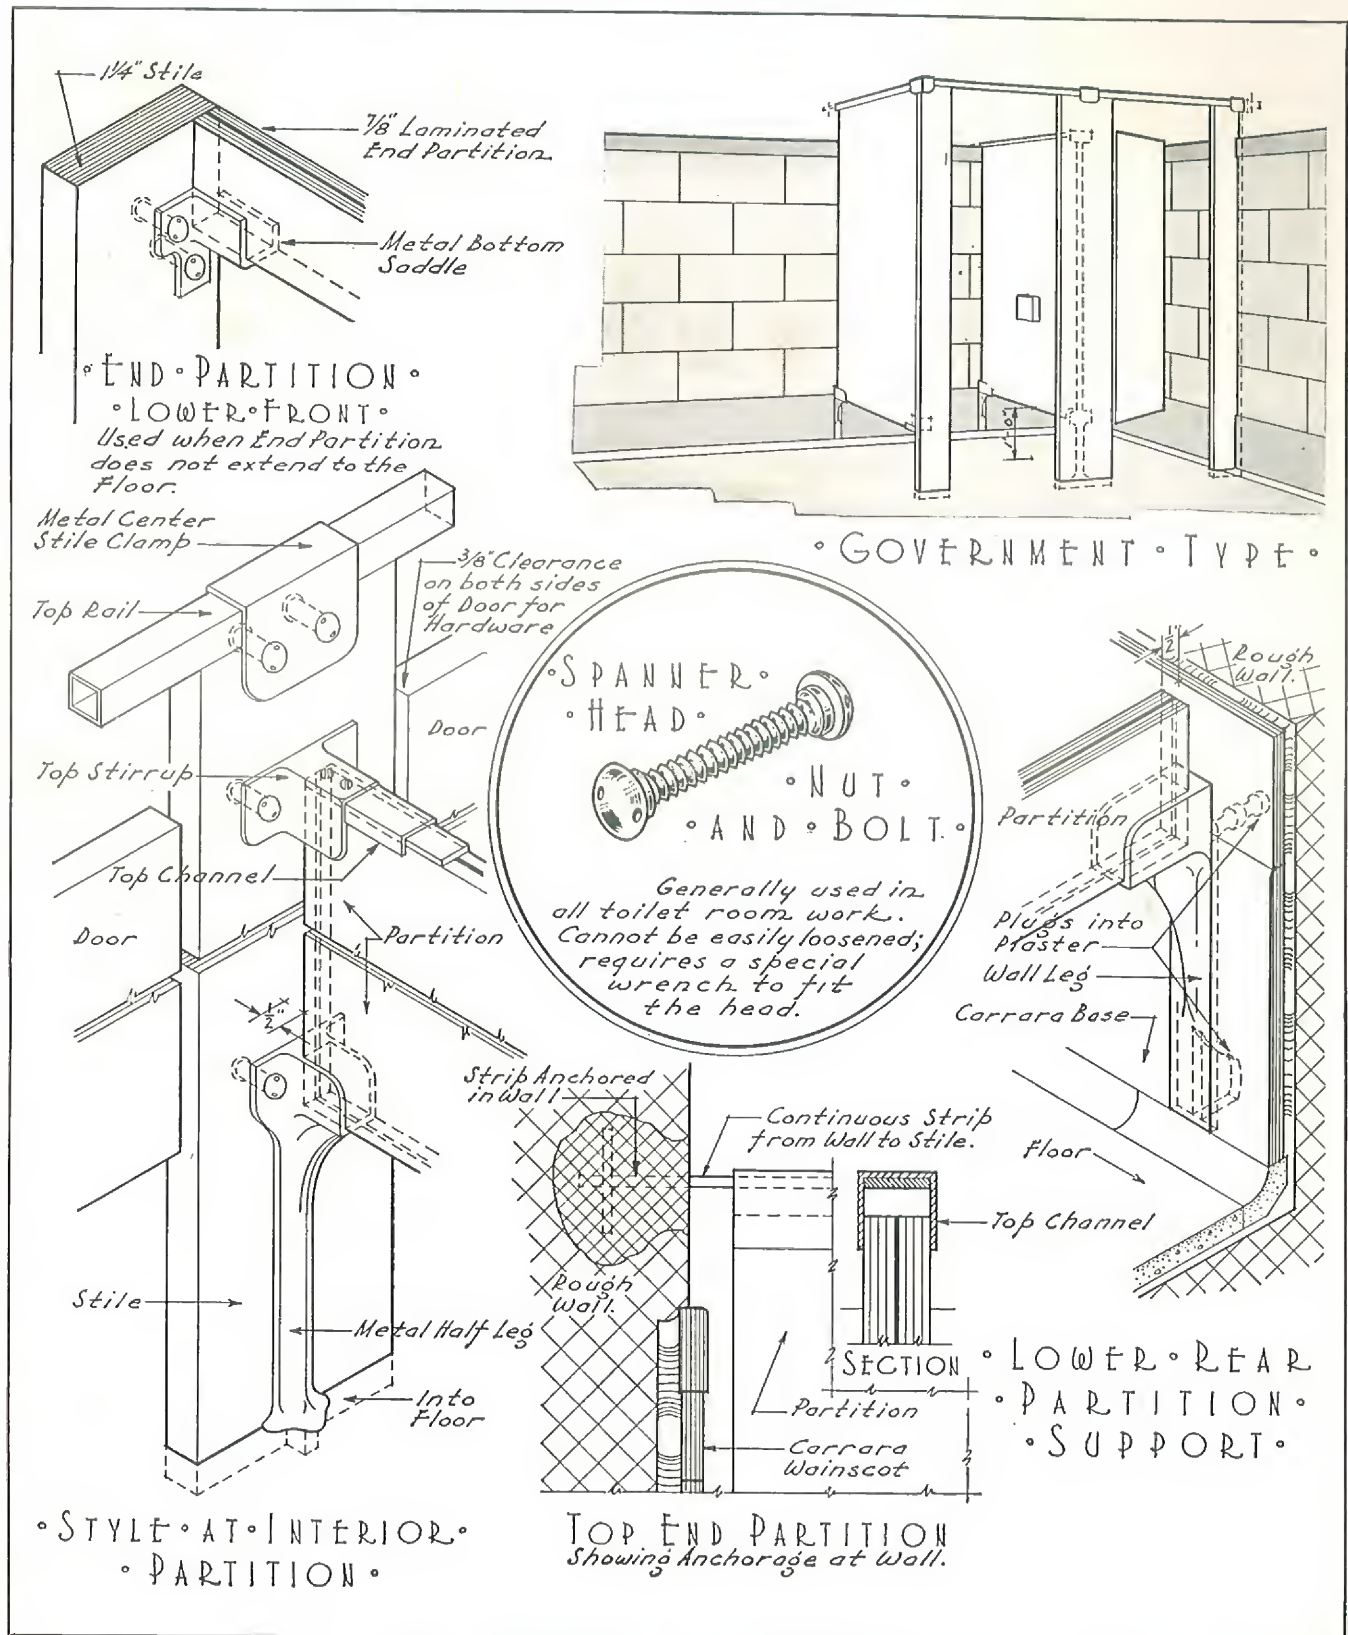 1¼" Stile
⅞" Laminated
End Partition
Metal Bottom
Saddle
END PARTITION
LOWER FRONT
Used when End Partition
does not extend to the
Floor.
GOVERNMENT TYPE
Metal Center
Stile Clamp
Top Rail
⅜" Clearance
on both sides
of Door for
Hardware
Door
Top Stirrup
Top Channel
Door
Partition
½"
Stile
Metal Half Leg
Into
Floor
STYLE AT INTERIOR
PARTITION
SPANNER
HEAD
NUT
AND BOLT
Generally used in
all toilet room work.
Cannot be easily loosened;
requires a special
wrench to fit
the head.
½"
Rough
Wall.
Partition
Plugs into
Plaster
Wall Leg
Carrara Base
Floor
LOWER REAR
PARTITION
SUPPORT
Strip Anchored
in Wall
Continuous Strip
from Wall to Stile.
Top Channel
Rough
Wall.
SECTION
Partition
Carrara
Wainscot
TOP END PARTITION
Showing Anchorage at Wall.